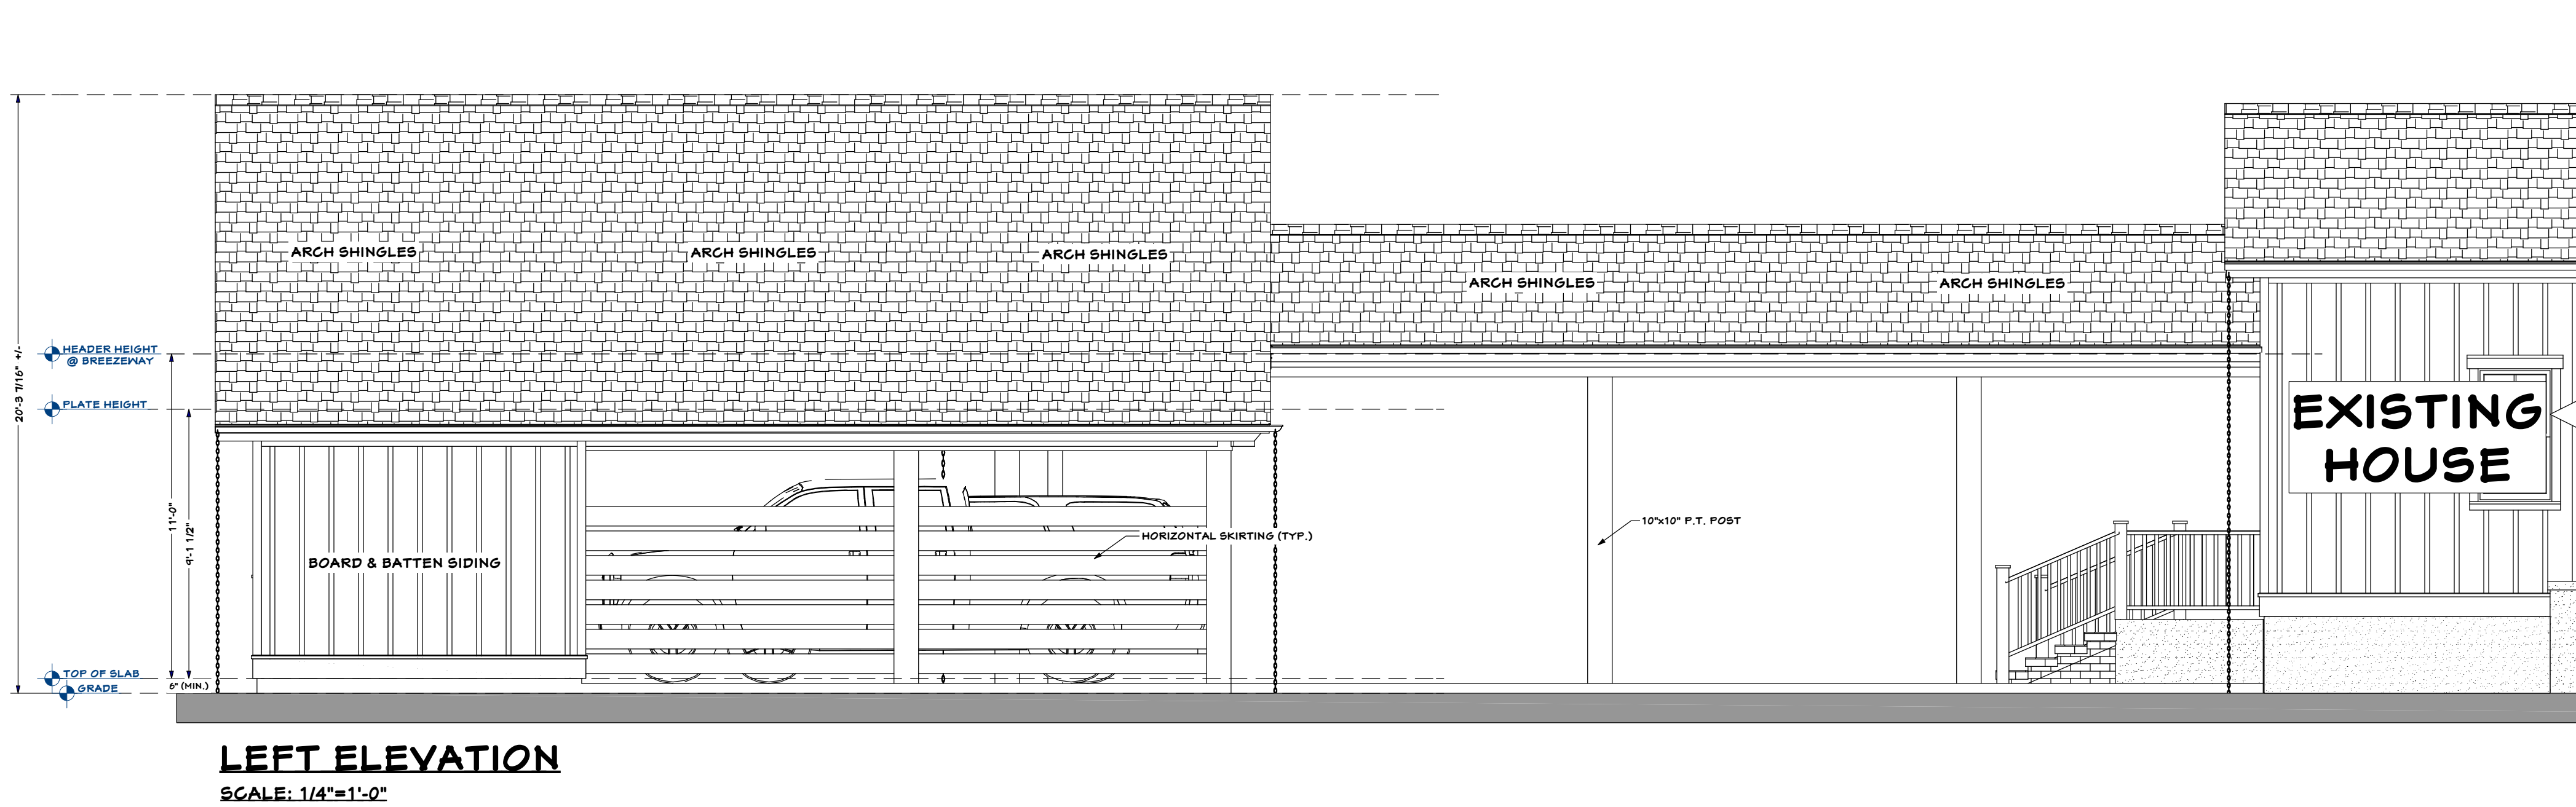 ARCH SHINGLES
ARCH SHINGLES
ARCH SHINGLES
ARCH SHINGLES
ARCH SHINGLES
20'-3 7/16" +/-
HEADER HEIGHT
@ BREEZEWAY
PLATE HEIGHT
11'-0"
9'-1 1/2"
EXISTING
HOUSE
10"x10" P.T. POST
HORIZONTAL SKIRTING (TYP.)
BOARD & BATTEN SIDING
TOP OF SLAB
GRADE
6" (MIN.)
LEFT ELEVATION
SCALE: 1/4"=1'-0"